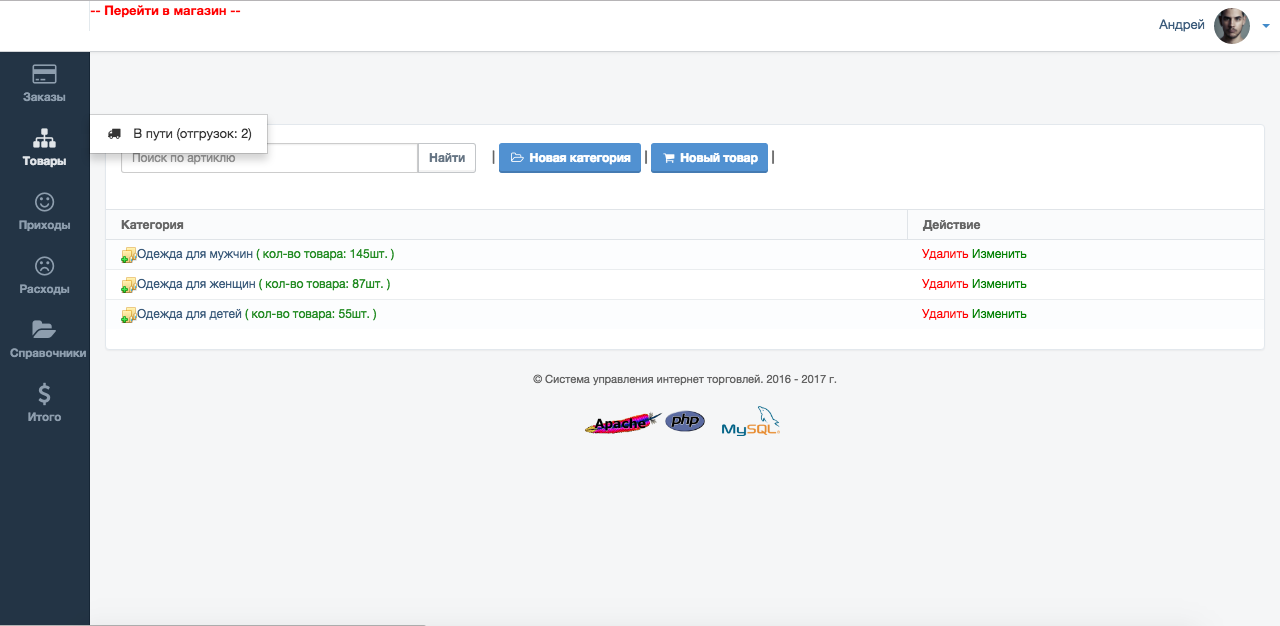 -- Перейти в магазин --
Андрей
Заказы
Товары
Приходы
Расходы
Справочники
Итого
В пути (отгрузок: 2)
Поиск по артиклю Найти | Новая категория | Новый товар |
Категория Действие
Одежда для мужчин ( кол-во товара: 145шт. ) Удалить Изменить
Одежда для женщин ( кол-во товара: 87шт. ) Удалить Изменить
Одежда для детей ( кол-во товара: 55шт. ) Удалить Изменить
© Система управления интернет торговлей. 2016 - 2017 г.
Apache php MySQL